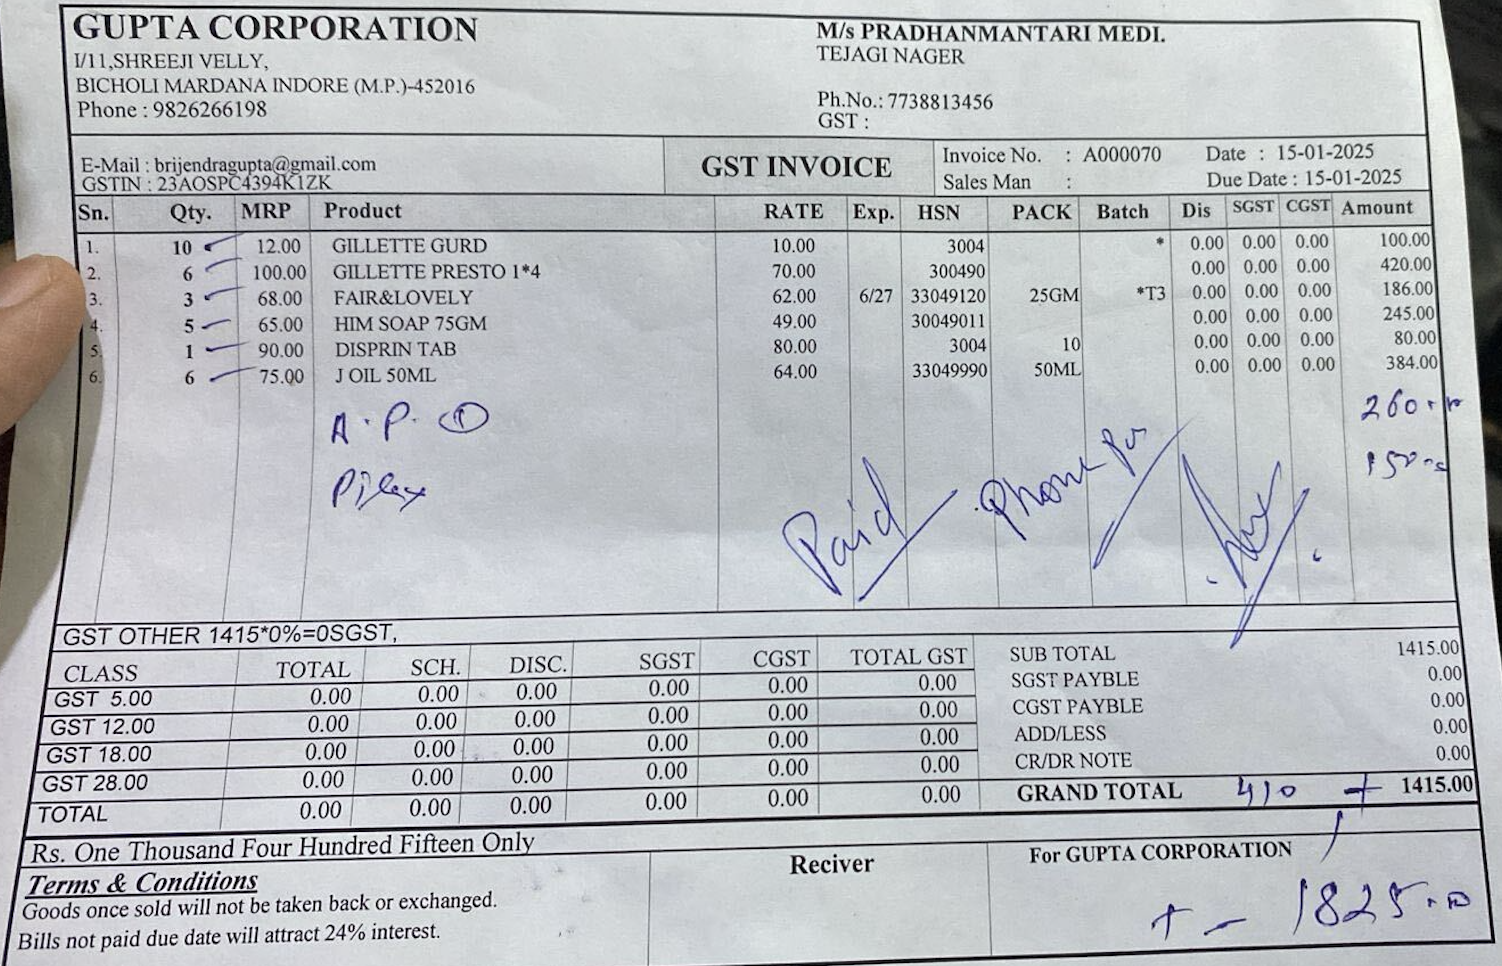 GUPTA CORPORATION
I/11,SHREEJI VELLY,
BICHOLI MARDANA INDORE (M.P.)-452016
Phone : 9826266198
M/s PRADHANMANTARI MEDI.
TEJAGI NAGER
Ph.No.: 7738813456
GST :
E-Mail : brijendragupta@gmail.com
GSTIN : 23AOSPC4394K1ZK
GST INVOICE
Invoice No. : A000070 Date : 15-01-2025
Sales Man : Due Date : 15-01-2025
Sn. Qty. MRP Product RATE Exp. HSN PACK Batch Dis SGST CGST Amount
1. 10 12.00 GILLETTE GURD 10.00 3004 * 0.00 0.00 0.00 100.00
2. 6 100.00 GILLETTE PRESTO 1*4 70.00 300490 0.00 0.00 0.00 420.00
3. 3 68.00 FAIR&LOVELY 62.00 6/27 33049120 25GM *T3 0.00 0.00 0.00 186.00
4. 5 65.00 HIM SOAP 75GM 49.00 30049011 0.00 0.00 0.00 245.00
5. 1 90.00 DISPRIN TAB 80.00 3004 10 0.00 0.00 0.00 80.00
6. 6 75.00 J OIL 50ML 64.00 33049990 50ML 0.00 0.00 0.00 384.00
A.P. 1 260
Pilex 150
Paid Phone Pe
GST OTHER 1415*0%=0SGST,
CLASS TOTAL SCH. DISC. SGST CGST TOTAL GST
GST 5.00 0.00 0.00 0.00 0.00 0.00 0.00
GST 12.00 0.00 0.00 0.00 0.00 0.00 0.00
GST 18.00 0.00 0.00 0.00 0.00 0.00 0.00
GST 28.00 0.00 0.00 0.00 0.00 0.00 0.00
TOTAL 0.00 0.00 0.00 0.00 0.00 0.00
SUB TOTAL 1415.00
SGST PAYBLE 0.00
CGST PAYBLE 0.00
ADD/LESS 0.00
CR/DR NOTE 0.00
GRAND TOTAL 410 + 1415.00
Rs. One Thousand Four Hundred Fifteen Only
Terms & Conditions
Goods once sold will not be taken back or exchanged.
Bills not paid due date will attract 24% interest.
Reciver
For GUPTA CORPORATION
1825.00